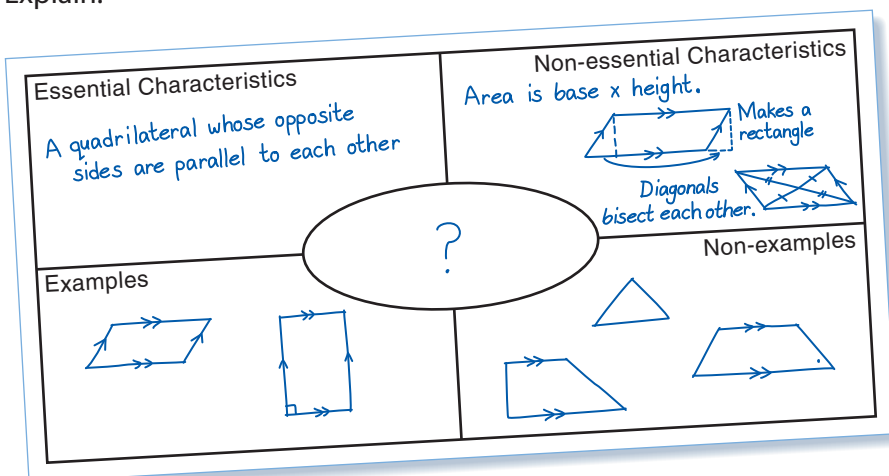 Explain.
Essential Characteristics
A quadrilateral whose opposite
sides are parallel to each other
Non-essential Characteristics
Area is base x height.
Makes a
rectangle
Diagonals
bisect each other.
?
Examples
Non-examples